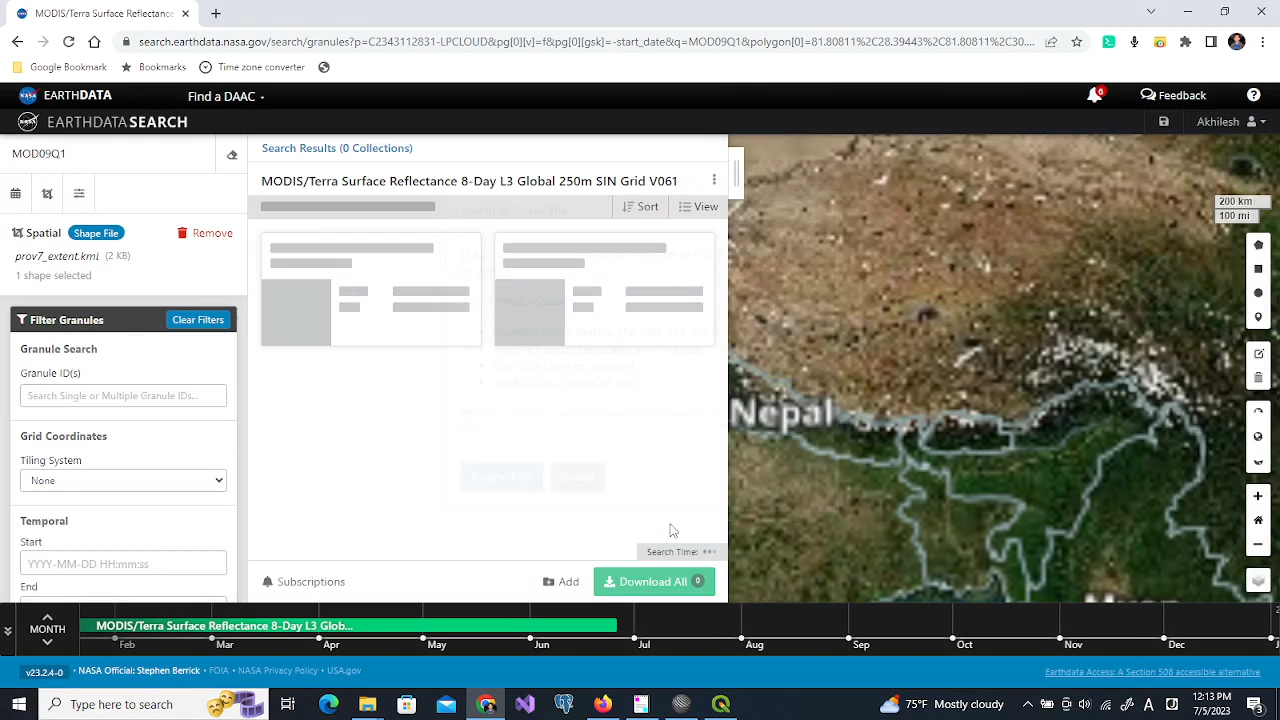 MODIS/Terra Surface Reflectance
search.earthdata.nasa.gov/search/granules?p=C2343112831-LPCLOUD&pg[0][v]=f&pg[0][gsk]=-start_date&q=MOD09Q1&polygon[0]=81.80811%2C28.39443%2C81.80811%2C30....
Google Bookmark
Bookmarks
Time zone converter
EARTHDATA
Find a DAAC
6
Feedback
EARTHDATA SEARCH
Akhilesh
MOD09Q1
Search Results (0 Collections)
MODIS/Terra Surface Reflectance 8-Day L3 Global 250m SIN Grid V061
Sort
View
Spatial
Shape File
Remove
prov7_extent.kml (2 KB)
1 shape selected
Filter Granules
Clear Filters
Granule Search
Granule ID(s)
Search Single or Multiple Granule IDs...
Grid Coordinates
Tiling System
None
Temporal
Start
YYYY-MM-DD HH:mm:ss
End
Cancel
Search Time:
Subscriptions
Add
Download All 0
200 km
100 mi
Nepal
MONTH
MODIS/Terra Surface Reflectance 8-Day L3 Glob...
Feb Mar Apr May Jun Jul Aug Sep Oct Nov Dec
v23.2.4-0
• NASA Official: Stephen Berrick • FOIA • NASA Privacy Policy • USA.gov
Earthdata Access: A Section 508 accessible alternative
Type here to search
75°F Mostly cloudy
12:13 PM
7/5/2023